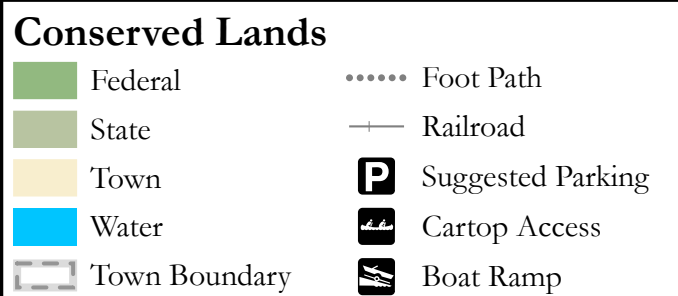 Conserved Lands
Federal
State
Town
Water
Town Boundary
Foot Path
Railroad
P Suggested Parking
Cartop Access
Boat Ramp